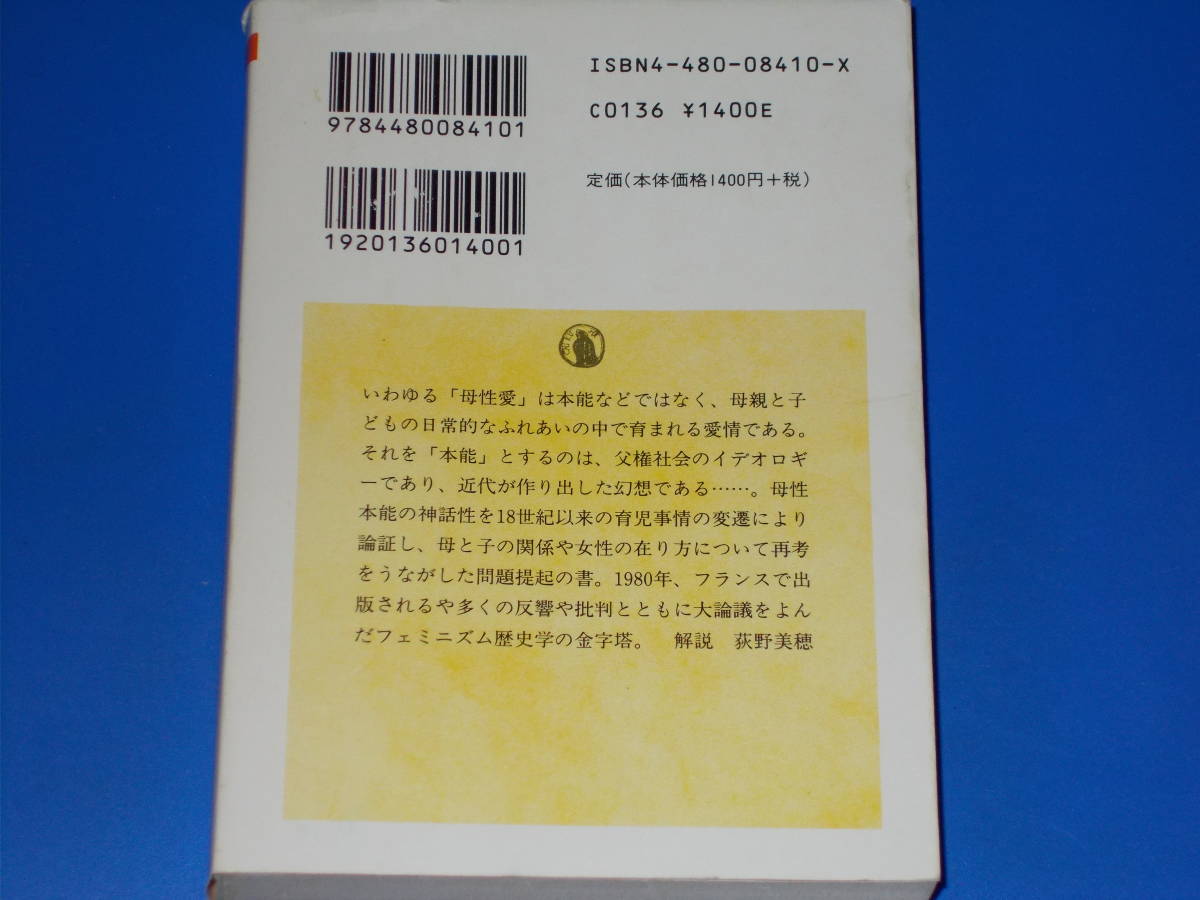 ISBN4-480-08410-X
9784480084101
C0136 ¥1400E
定価(本体価格1400円+税)
1920136014001
いわゆる「母性愛」は本能などではなく、母親と子
どもの日常的なふれあいの中で育まれる愛情である。
それを「本能」とするのは、父権社会のイデオロギ
ーであり、近代が作り出した幻想である……。母性
本能の神話性を18世紀以来の育児事情の変遷により
論証し、母と子の関係や女性の在り方について再考
をうながした問題提起の書。1980年、フランスで出
版されるや多くの反響や批判とともに大論議をよん
だフェミニズム歴史学の金字塔。　解説　荻野美穂